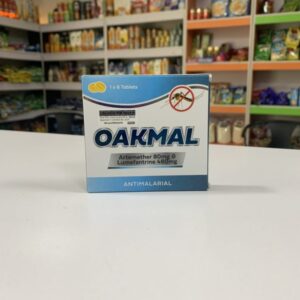 1 x 6 Tablets
OAKMAL
Artemether 80mg &
Lumefantrine 480mg
ANTIMALARIAL